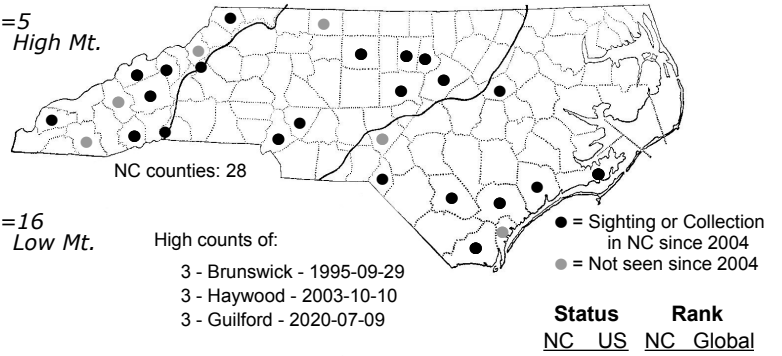 =5
High Mt.
NC counties: 28
=16
Low Mt.
High counts of:
3 - Brunswick - 1995-09-29
3 - Haywood - 2003-10-10
3 - Guilford - 2020-07-09
= Sighting or Collection
in NC since 2004
= Not seen since 2004
Status Rank
NC US NC Global